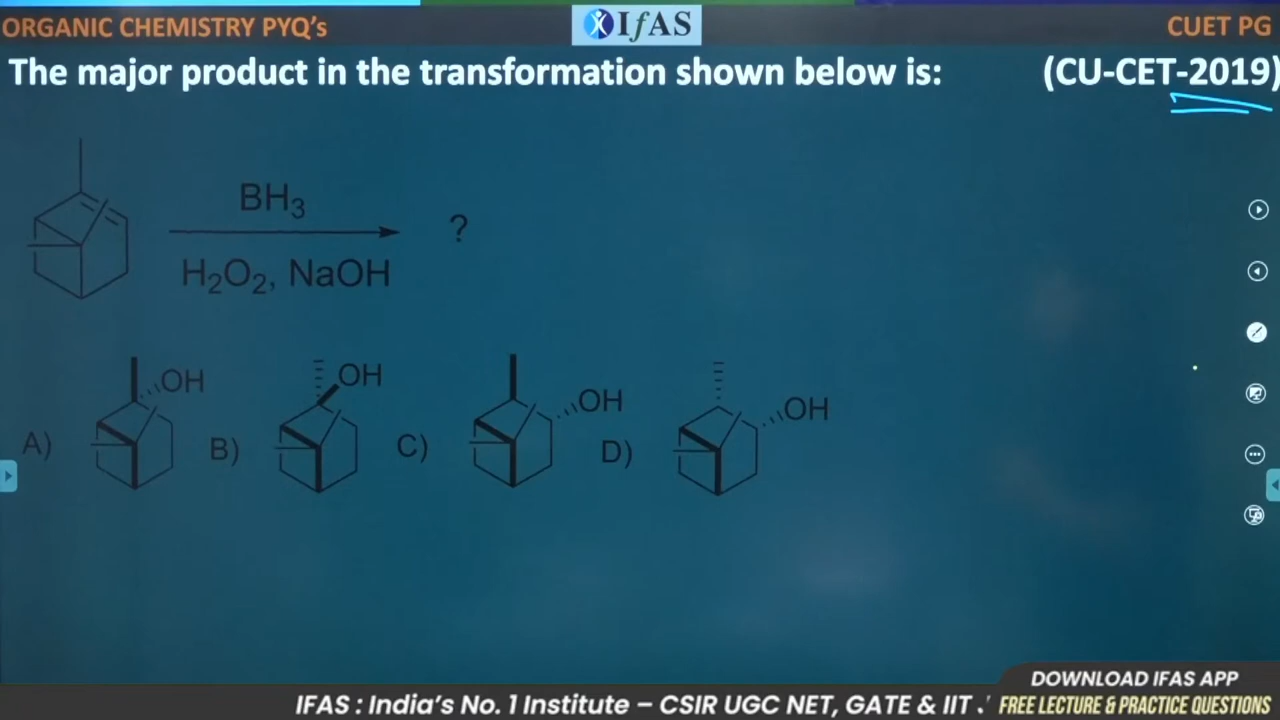 ORGANIC CHEMISTRY PYQ's
IfAS
CUET PG
The major product in the transformation shown below is: (CU-CET-2019)
BH3
?
H2O2, NaOH
A) OH
B) OH
C) OH
D) OH
DOWNLOAD IFAS APP
IFAS : India's No. 1 Institute – CSIR UGC NET, GATE & IIT
FREE LECTURE & PRACTICE QUESTIONS